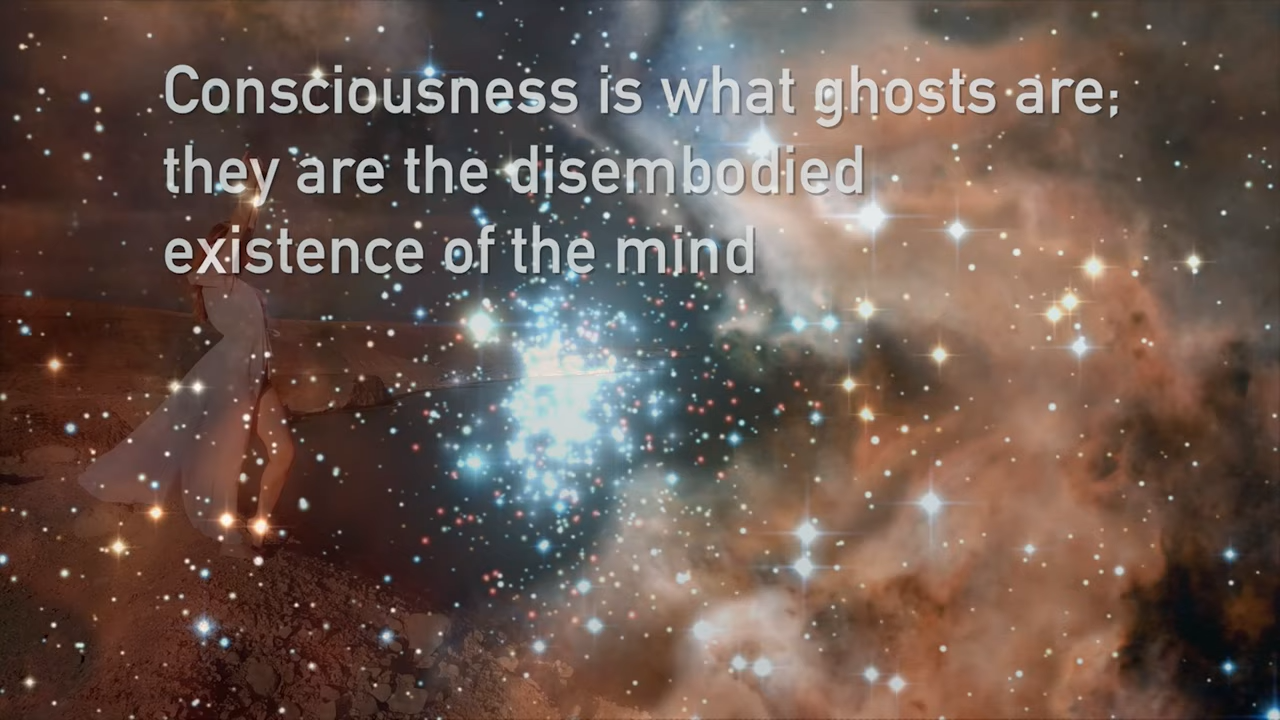 Consciousness is what ghosts are;
they are the disembodied
existence of the mind